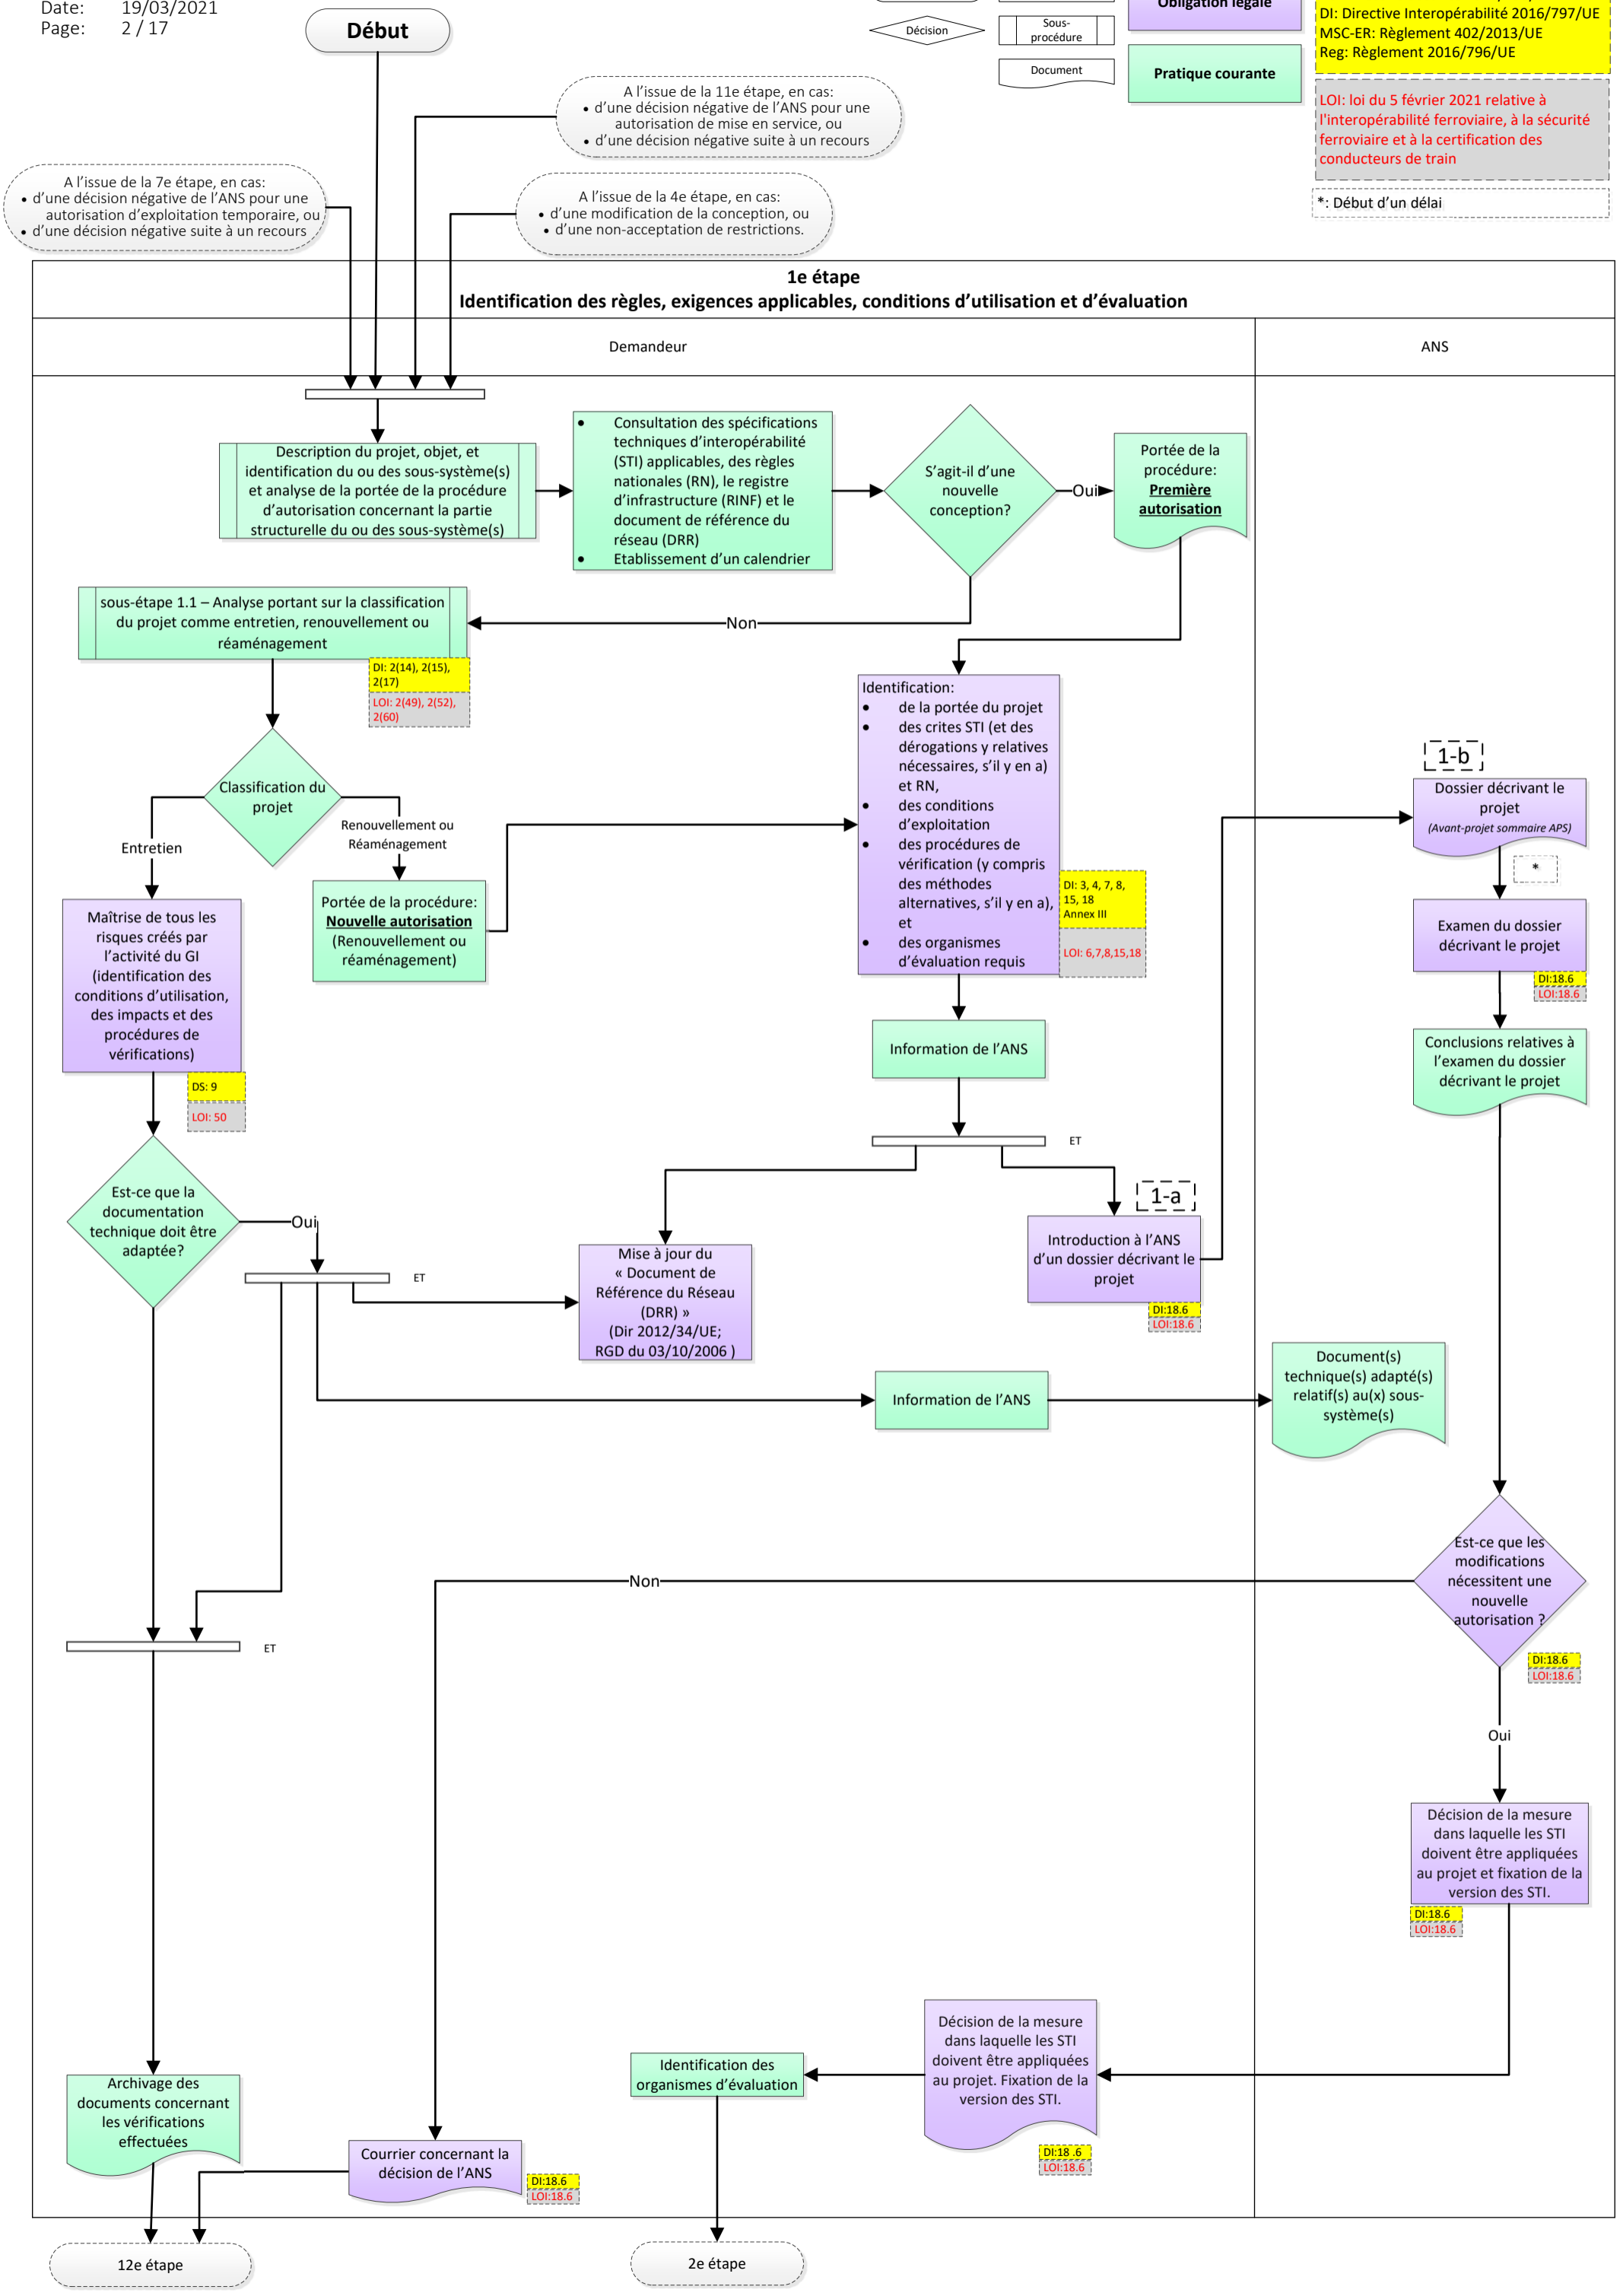 Date: 19/03/2021
Page: 2 / 17
Début
Décision
Sous-
procédure
Document
Obligation légale
Pratique courante
DI: Directive Interopérabilité 2016/797/UE
MSC-ER: Règlement 402/2013/UE
Reg: Règlement 2016/796/UE
LOI: loi du 5 février 2021 relative à
l'interopérabilité ferroviaire, à la sécurité
ferroviaire et à la certification des
conducteurs de train
*: Début d’un délai
A l’issue de la 11e étape, en cas:
• d’une décision négative de l’ANS pour une
autorisation de mise en service, ou
• d’une décision négative suite à un recours
A l’issue de la 7e étape, en cas:
• d’une décision négative de l’ANS pour une
autorisation d’exploitation temporaire, ou
• d’une décision négative suite à un recours
A l’issue de la 4e étape, en cas:
• d’une modification de la conception, ou
• d’une non-acceptation de restrictions.
1e étape
Identification des règles, exigences applicables, conditions d’utilisation et d’évaluation
Demandeur
ANS
Description du projet, objet, et
identification du ou des sous-système(s)
et analyse de la portée de la procédure
d’autorisation concernant la partie
structurelle du ou des sous-système(s)
• Consultation des spécifications
techniques d’interopérabilité
(STI) applicables, des règles
nationales (RN), le registre
d’infrastructure (RINF) et le
document de référence du
réseau (DRR)
• Etablissement d’un calendrier
S’agit-il d’une
nouvelle
conception?
Oui
Portée de la
procédure:
Première
autorisation
Non
sous-étape 1.1 – Analyse portant sur la classification
du projet comme entretien, renouvellement ou
réaménagement
DI: 2(14), 2(15),
2(17)
LOI: 2(49), 2(52),
2(60)
Classification du
projet
Entretien
Renouvellement ou
Réaménagement
Portée de la procédure:
Nouvelle autorisation
(Renouvellement ou
réaménagement)
Identification:
• de la portée du projet
• des crites STI (et des
dérogations y relatives
nécessaires, s’il y en a)
et RN,
• des conditions
d’exploitation
• des procédures de
vérification (y compris
des méthodes
alternatives, s’il y en a),
et
• des organismes
d’évaluation requis
DI: 3, 4, 7, 8,
15, 18
Annex III
LOI: 6,7,8,15,18
1-b
Dossier décrivant le
projet
(Avant-projet sommaire APS)
*
Examen du dossier
décrivant le projet
DI:18.6
LOI:18.6
Conclusions relatives à
l’examen du dossier
décrivant le projet
Maîtrise de tous les
risques créés par
l’activité du GI
(identification des
conditions d’utilisation,
des impacts et des
procédures de
vérifications)
DS: 9
LOI: 50
Information de l’ANS
ET
Est-ce que la
documentation
technique doit être
adaptée?
Oui
ET
Mise à jour du
« Document de
Référence du Réseau
(DRR) »
(Dir 2012/34/UE;
RGD du 03/10/2006 )
1-a
Introduction à l’ANS
d’un dossier décrivant le
projet
DI:18.6
LOI:18.6
Information de l’ANS
Document(s)
technique(s) adapté(s)
relatif(s) au(x) sous-
système(s)
Est-ce que les
modifications
nécessitent une
nouvelle
autorisation ?
DI:18.6
LOI:18.6
Non
ET
Oui
Décision de la mesure
dans laquelle les STI
doivent être appliquées
au projet et fixation de la
version des STI.
DI:18.6
LOI:18.6
Décision de la mesure
dans laquelle les STI
doivent être appliquées
au projet. Fixation de la
version des STI.
DI:18 .6
LOI:18.6
Identification des
organismes d’évaluation
Archivage des
documents concernant
les vérifications
effectuées
Courrier concernant la
décision de l’ANS
DI:18.6
LOI:18.6
12e étape
2e étape